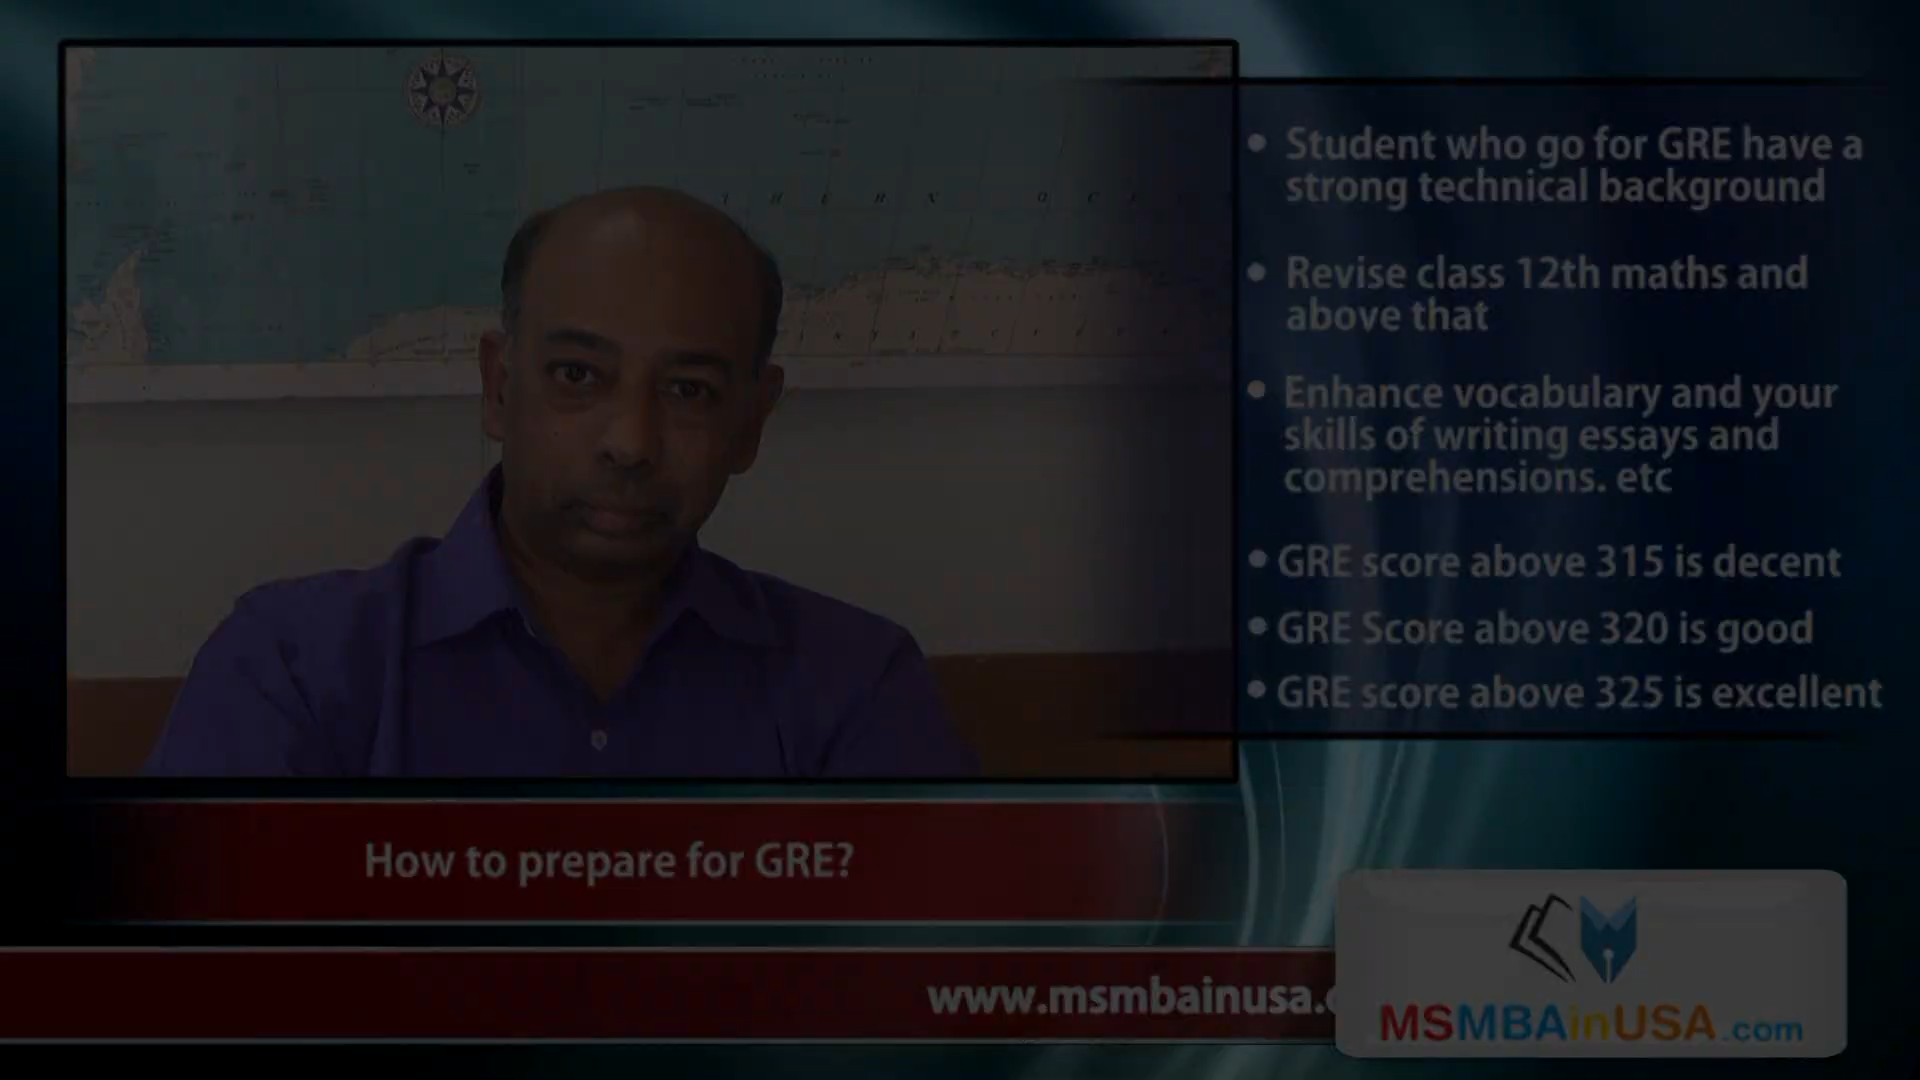 • Student who go for GRE have a
strong technical background
• Revise class 12th maths and
above that
• Enhance vocabulary and your
skills of writing essays and
comprehensions. etc
• GRE score above 315 is decent
• GRE Score above 320 is good
• GRE score above 325 is excellent
How to prepare for GRE?
www.msmbainusa.
MSMBAinUSA.com